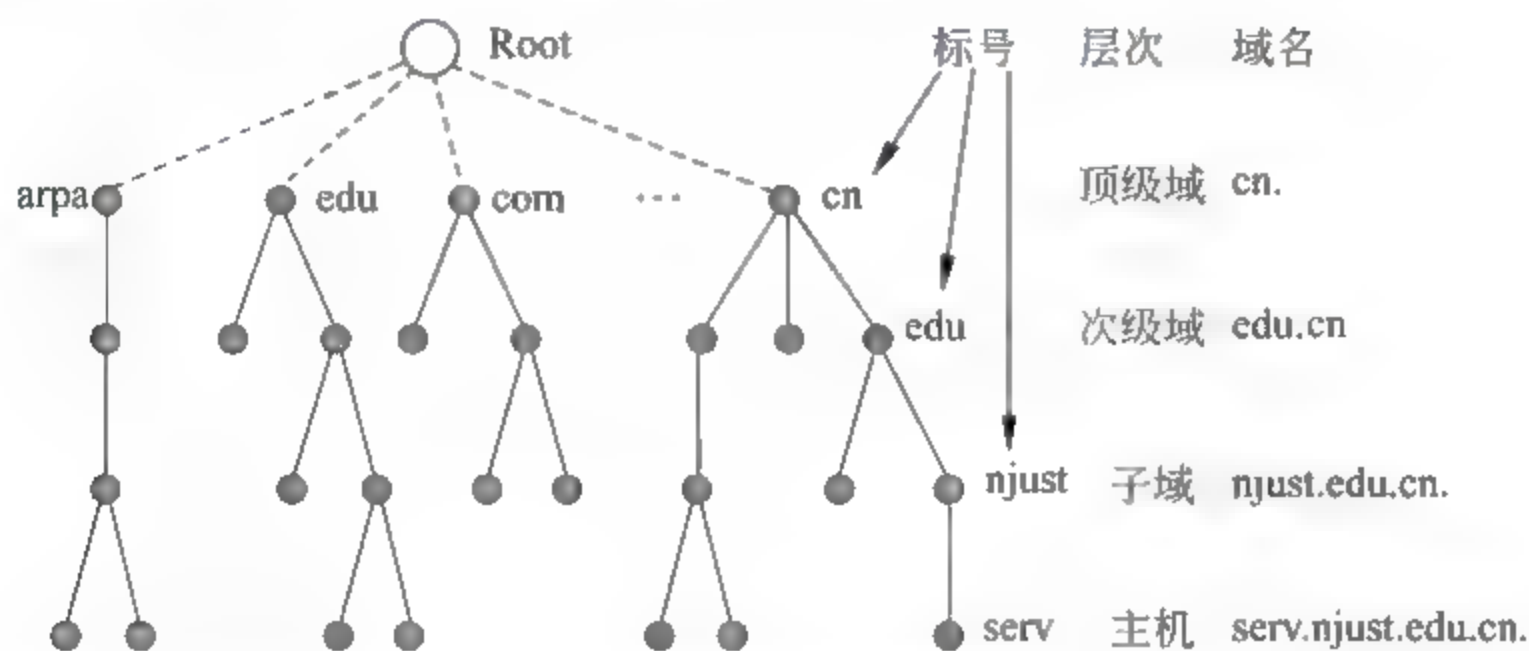 Root 标号 层次 域名
arpa edu com ... cn 顶级域 cn.
edu 次级域 edu.cn
njust 子域 njust.edu.cn.
serv 主机 serv.njust.edu.cn.